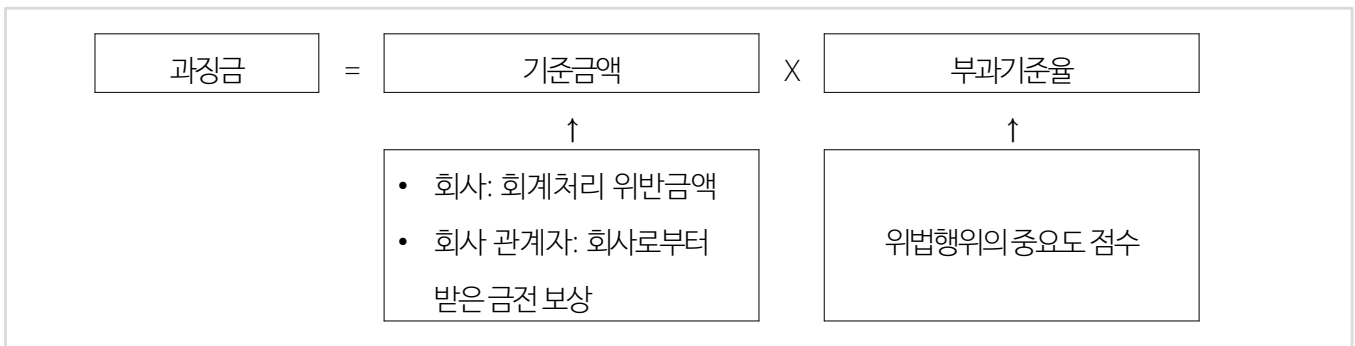 과징금 = 기준금액 X 부과기준율
↑ ↑
• 회사: 회계처리 위반금액
• 회사 관계자: 회사로부터
받은 금전 보상
위법행위의 중요도 점수